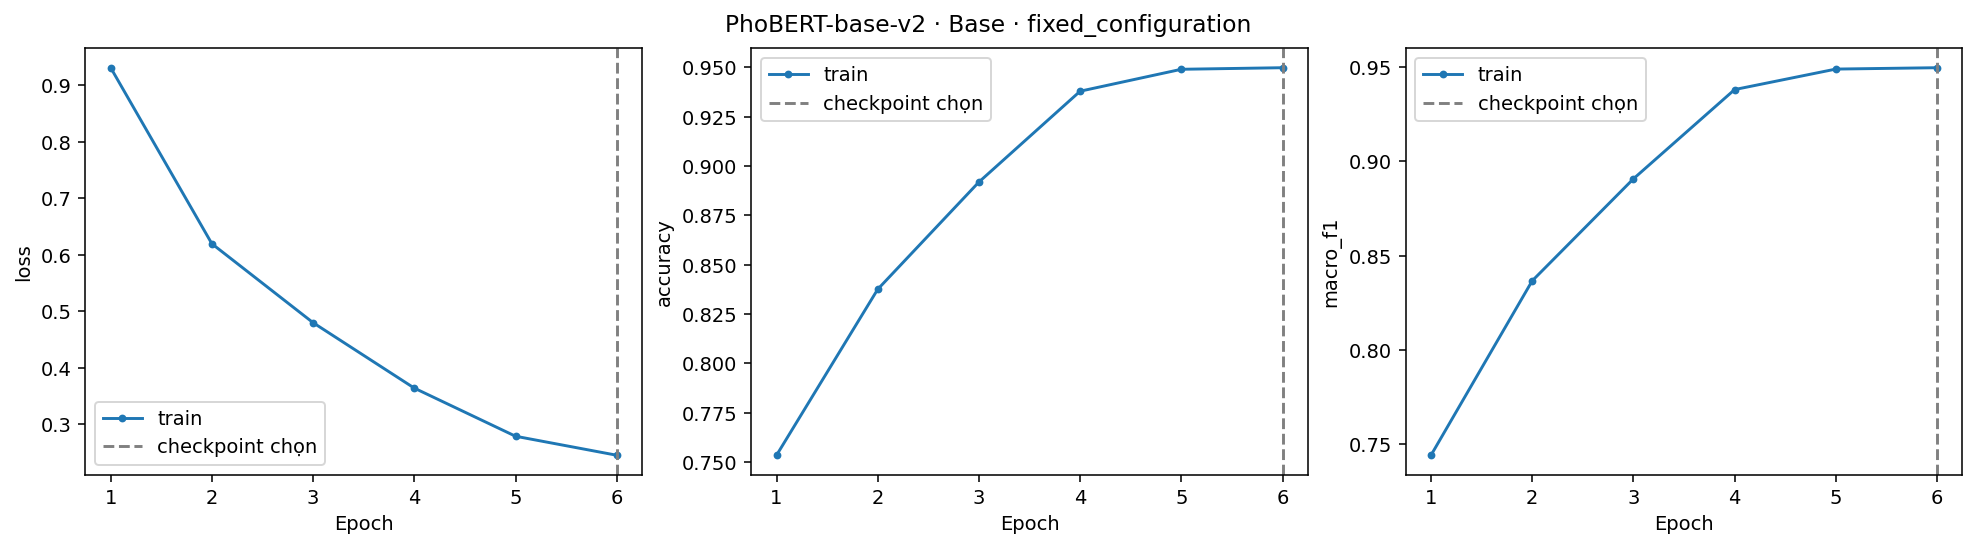 PhoBERT-base-v2 · Base · fixed_configuration
0.9
0.8
0.7
0.6
0.5
0.4
0.3
loss
train
checkpoint chọn
1 2 3 4 5 6
Epoch
0.950
0.925
0.900
0.875
0.850
0.825
0.800
0.775
0.750
accuracy
train
checkpoint chọn
1 2 3 4 5 6
Epoch
0.95
0.90
0.85
0.80
0.75
macro_f1
train
checkpoint chọn
1 2 3 4 5 6
Epoch